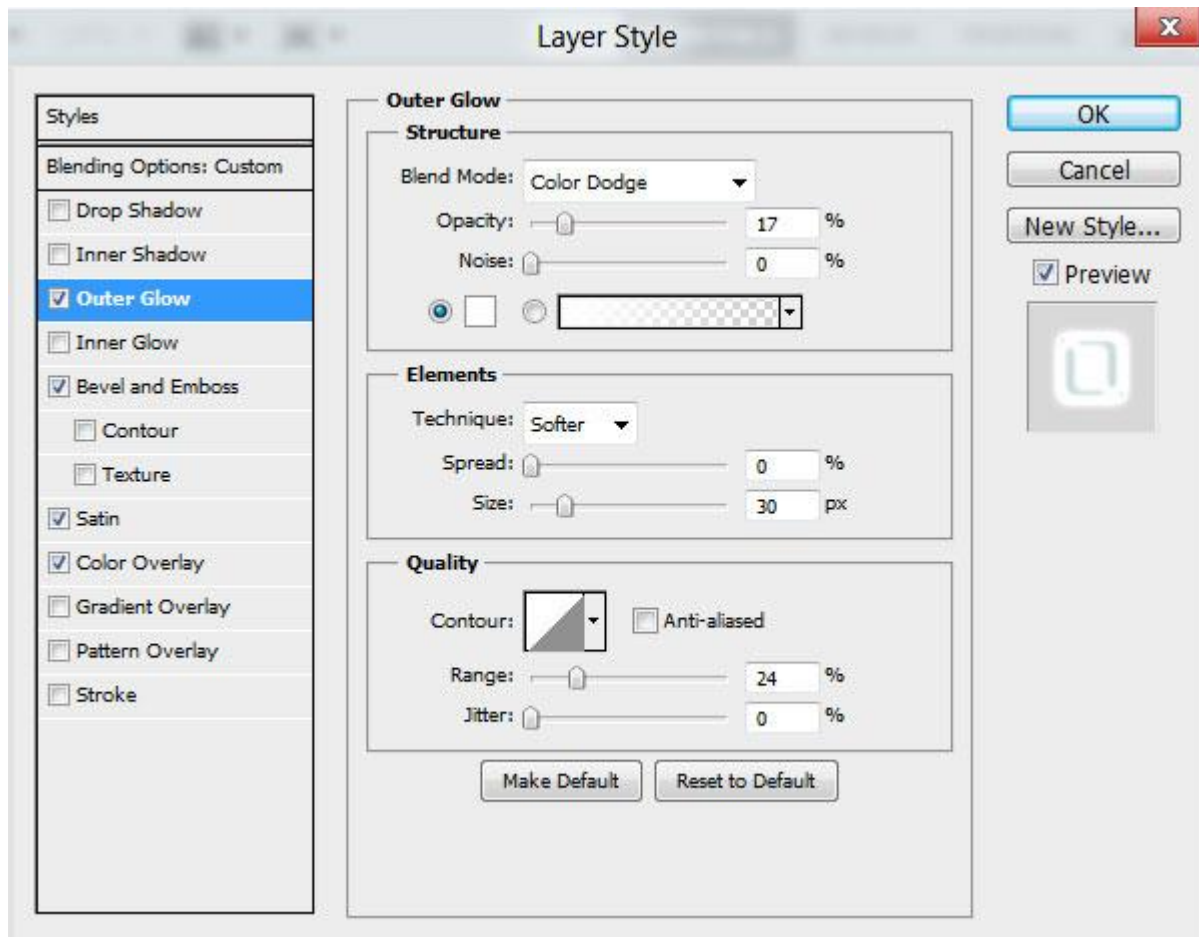 Layer Style
x
Styles
Blending Options: Custom
Drop Shadow
Inner Shadow
Outer Glow
Inner Glow
Bevel and Emboss
Contour
Texture
Satin
Color Overlay
Gradient Overlay
Pattern Overlay
Stroke
Outer Glow
Structure
Blend Mode: Color Dodge
Opacity: 17 %
Noise: 0 %
Elements
Technique: Softer
Spread: 0 %
Size: 30 px
Quality
Contour: Anti-aliased
Range: 24 %
Jitter: 0 %
Make Default Reset to Default
OK
Cancel
New Style...
Preview